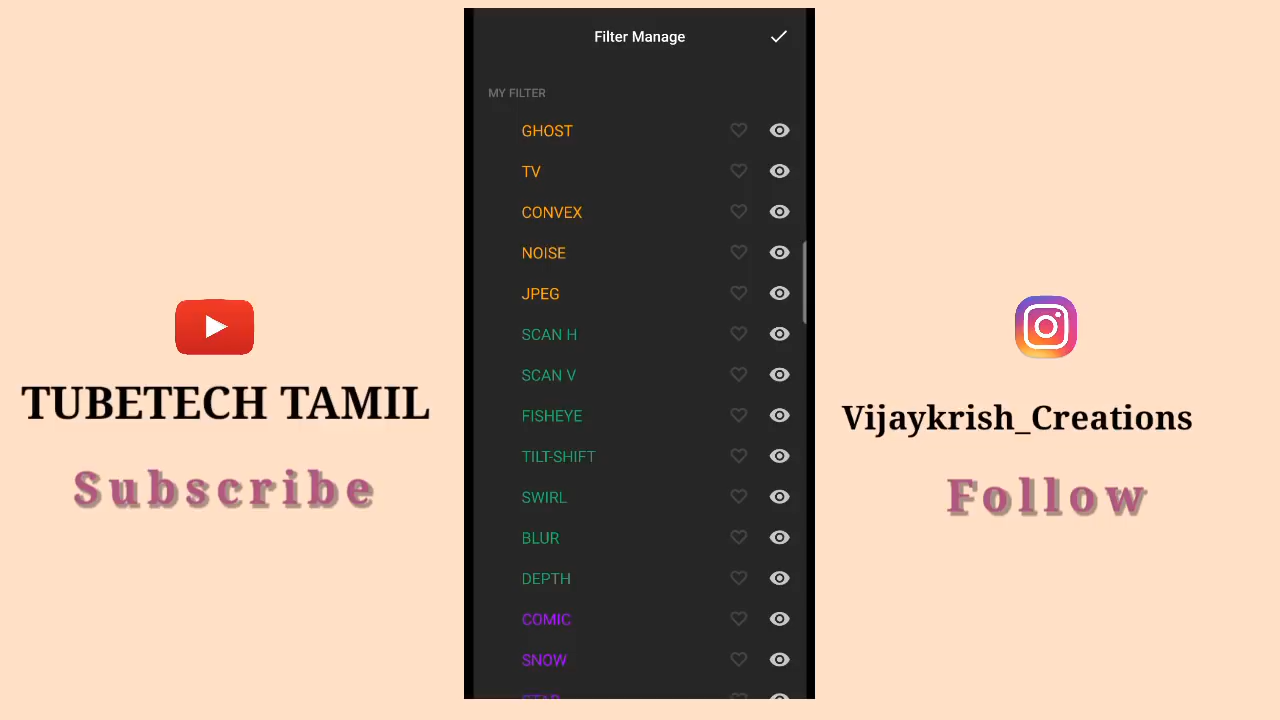 Filter Manage
MY FILTER
GHOST
TV
CONVEX
NOISE
JPEG
SCAN H
SCAN V
FISHEYE
TILT-SHIFT
SWIRL
BLUR
DEPTH
COMIC
SNOW
STAR
TUBETECH TAMIL
Subscribe
Vijaykrish_Creations
Follow